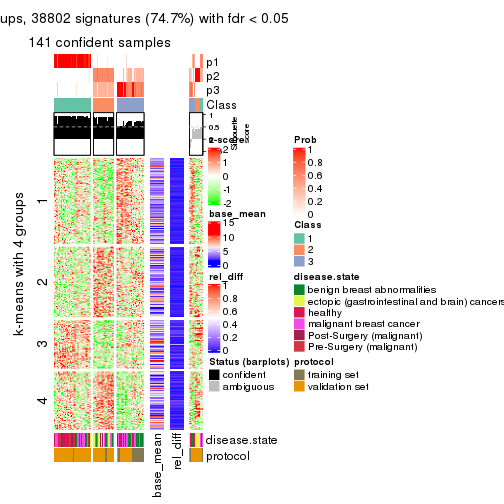 ups, 38802 signatures (74.7%) with fdr < 0.05
141 confident samples
p1
p2
p3
Class
1
0.5
0
Silhouette
score
k-means with 4 groups
1
2
3
4
base_mean
rel_diff
disease.state
protocol
z-score
2
1
0
-1
-2
base_mean
15
10
5
0
rel_diff
1
0.8
0.6
0.4
0.2
0
Status (barplots)
confident
ambiguous
Prob
1
0.8
0.6
0.4
0.2
0
Class
1
2
3
disease.state
benign breast abnormalities
ectopic (gastrointestinal and brain) cancers
healthy
malignant breast cancer
Post-Surgery (malignant)
Pre-Surgery (malignant)
protocol
training set
validation set